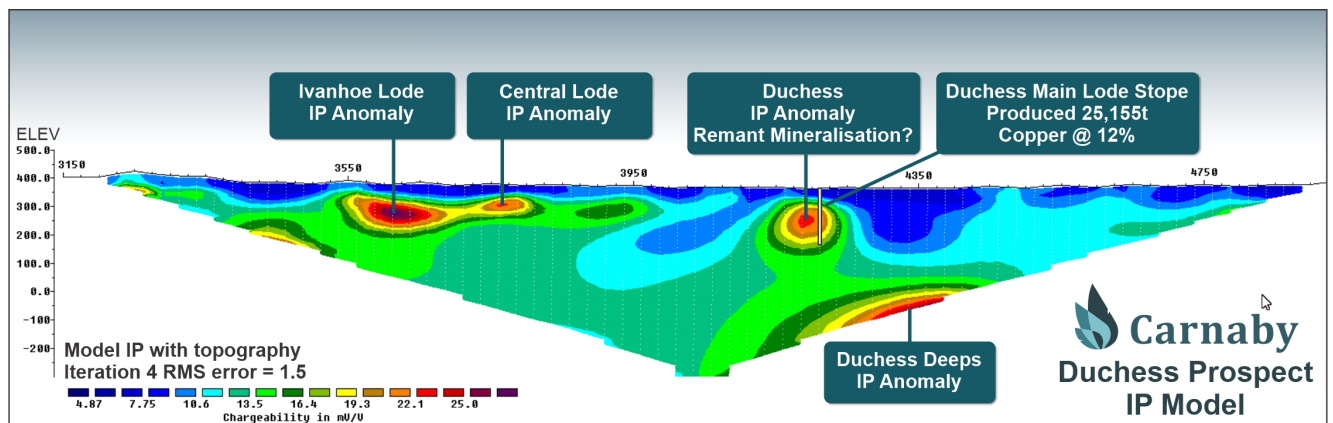 Ivanhoe Lode
IP Anomaly
Central Lode
IP Anomaly
Duchess
IP Anomaly
Remant Mineralisation?
Duchess Main Lode Stope
Produced 25,155t
Copper @ 12%
ELEV
500.0
400.0
300.0
200.0
100.0
0.0
-100
-200
3150
3550
3950
4350
4750
Duchess Deeps
IP Anomaly
Model IP with topography
Iteration 4 RMS error = 1.5
4.87 7.75 10.6 13.5 16.4 19.3 22.1 25.0
Chargeability in mV/V
Carnaby
Duchess Prospect
IP Model